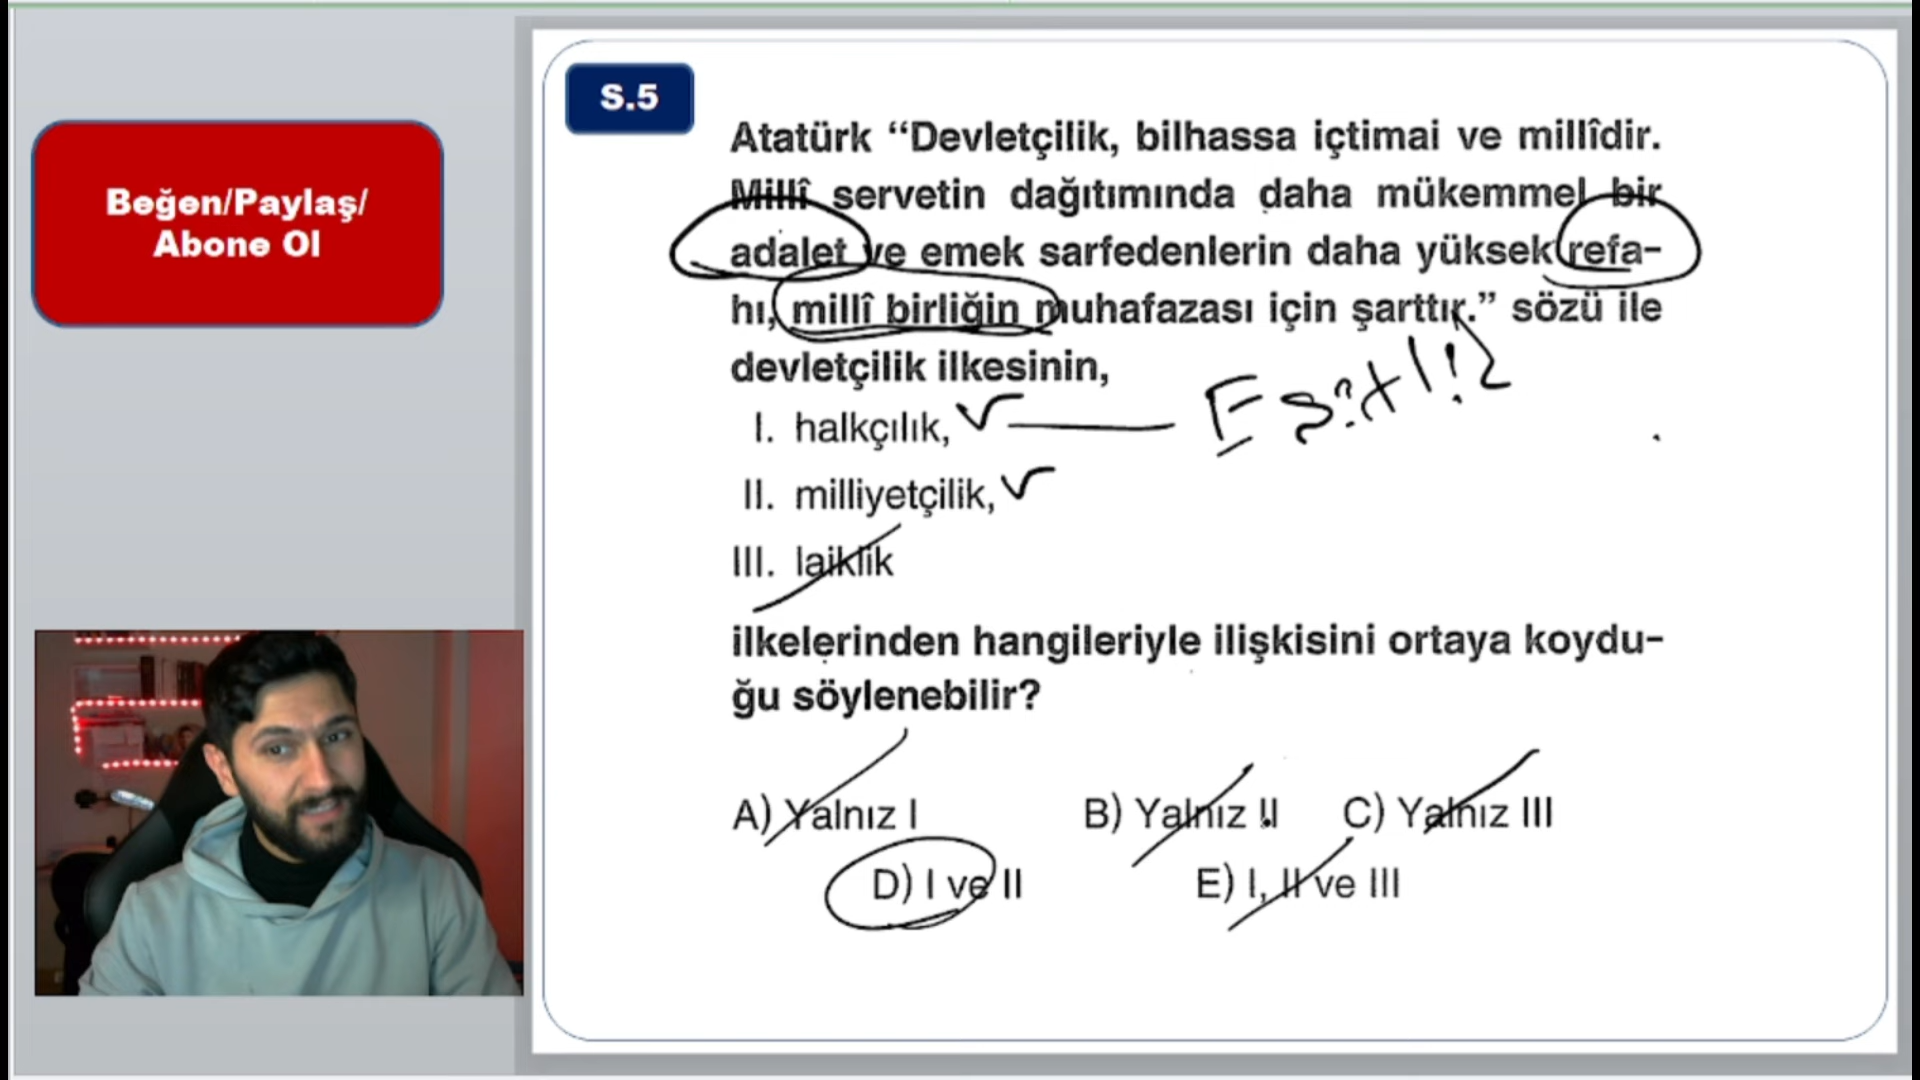 Beğen/Paylaş/
Abone Ol
S.5
Atatürk “Devletçilik, bilhassa içtimai ve millîdir.
Millî servetin dağıtımında daha mükemmel bir
adalet ve emek sarfedenlerin daha yüksek refa-
hı, millî birliğin muhafazası için şarttır.” sözü ile
devletçilik ilkesinin,
I. halkçılık,
II. milliyetçilik,
III. laiklik
ilkelerinden hangileriyle ilişkisini ortaya koydu-
ğu söylenebilir?
A) Yalnız I
B) Yalnız II
C) Yalnız III
D) I ve II
E) I, II ve III